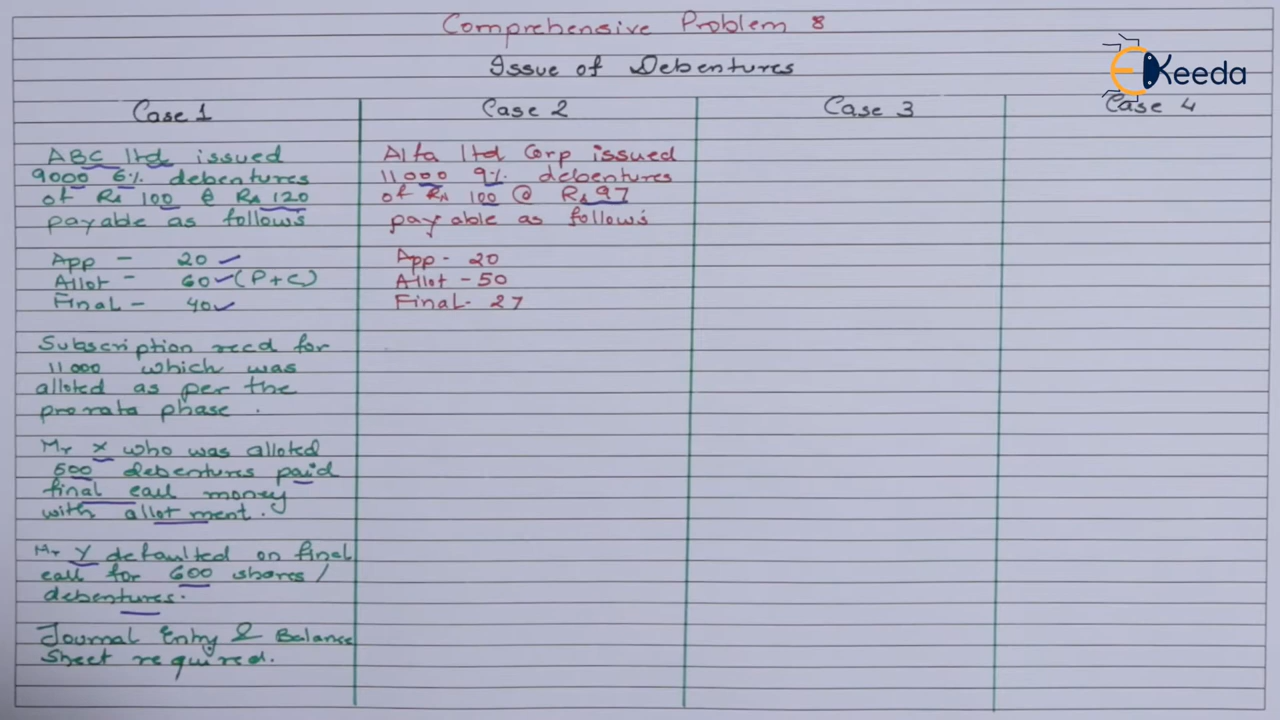 Comprehensive Problem 8
Issue of Debentures
EKeeda
Case 1
Case 2
Case 3
Case 4
ABC ltd issued
9000 6% debentures
of Rs 100 @ Rs 120
payable as follows
App - 20
Allot - 60 (P+C)
Final - 40
Subscription recd for
11000 which was
alloted as per the
prorata phase.
Mr X who was alloted
500 debentures paid
final call money
with allotment.
Mr Y defaulted on final
call for 600 shares/
debentures.
Journal Entry & Balance
Sheet required.
Alfa ltd Corp issued
11000 9% debentures
of Rs 100 @ Rs 97
payable as follows
App - 20
Allot - 50
Final - 27